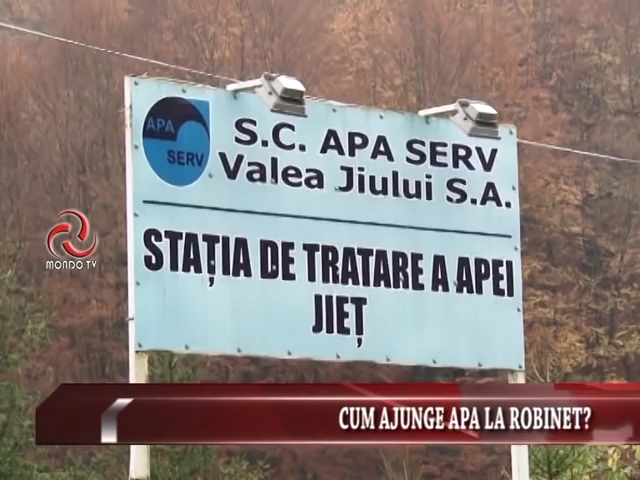 APA
SERV
S.C. APA SERV
Valea Jiului S.A.
STAȚIA DE TRATARE A APEI
JIEȚ
MONDO TV
CUM AJUNGE APA LA ROBINET?